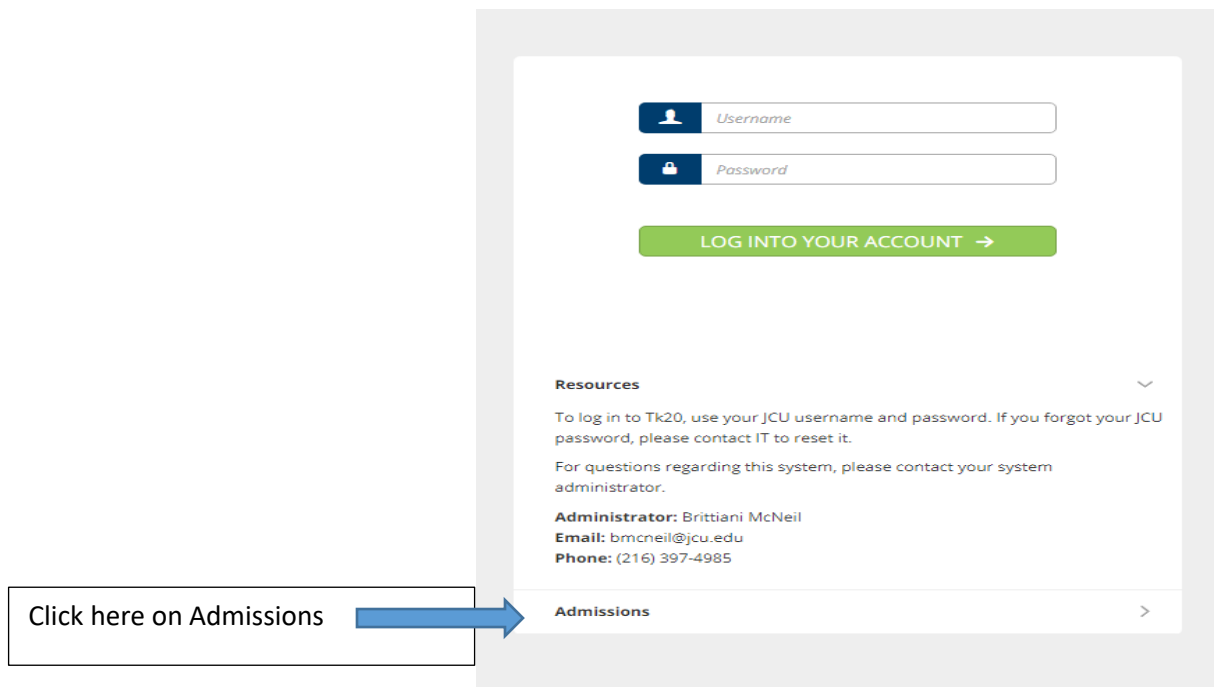 Username
Password
LOG INTO YOUR ACCOUNT →
Resources
To log in to Tk20, use your JCU username and password. If you forgot your JCU
password, please contact IT to reset it.
For questions regarding this system, please contact your system
administrator.
Administrator: Brittiani McNeil
Email: bmcneil@jcu.edu
Phone: (216) 397-4985
Click here on Admissions
Admissions